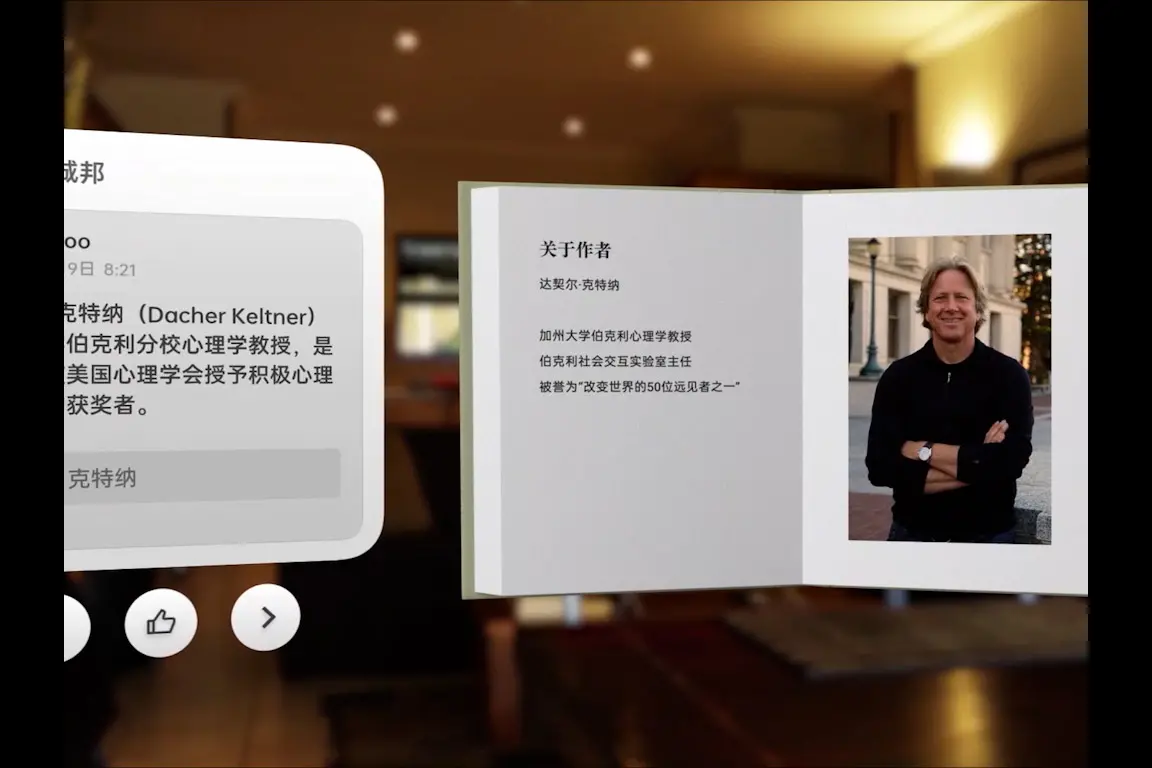 诚邦
oo
9日 8:21
克特纳（Dacher Keltner）
伯克利分校心理学教授，是
美国心理学会授予积极心理
获奖者。
克特纳
关于作者
达契尔·克特纳
加州大学伯克利心理学教授
伯克利社会交互实验室主任
被誉为“改变世界的50位远见者之一”